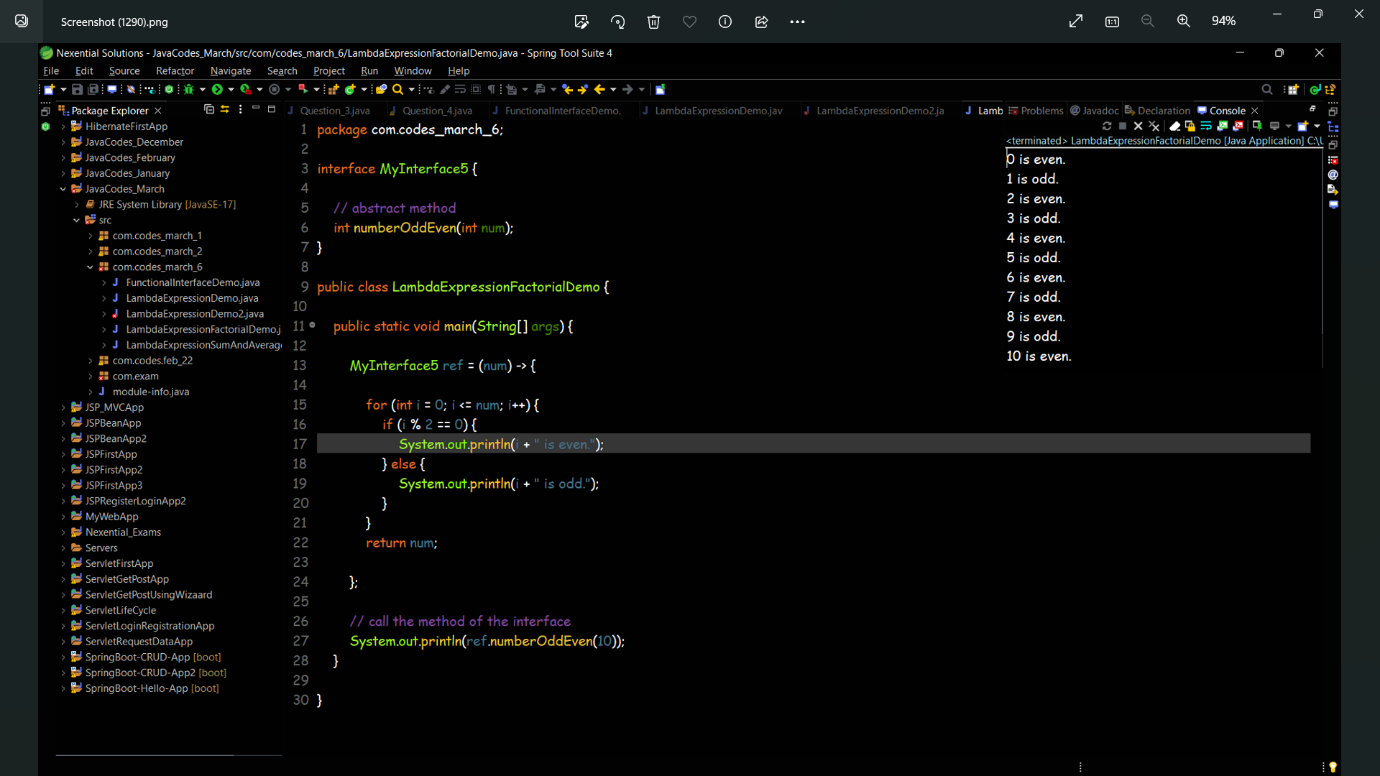 Screenshot (1290).png
94%
Nexential Solutions - JavaCodes_March/src/com/codes_march_6/LambdaExpressionFactorialDemo.java - Spring Tool Suite 4
File Edit Source Refactor Navigate Search Project Run Window Help
Package Explorer
HibernateFirstApp
JavaCodes_December
JavaCodes_February
JavaCodes_January
JavaCodes_March
JRE System Library [JavaSE-17]
src
com.codes_march_1
com.codes_march_2
com.codes_march_6
FunctionalInterfaceDemo.java
LambdaExpressionDemo.java
LambdaExpressionDemo2.java
LambdaExpressionFactorialDemo.j
LambdaExpressionSumAndAverage
com.codes.feb_22
com.exam
module-info.java
JSP_MVCApp
JSPBeanApp
JSPBeanApp2
JSPFirstApp
JSPFirstApp2
JSPFirstApp3
JSPRegisterLoginApp2
MyWebApp
Nexential_Exams
Servers
ServletFirstApp
ServletGetPostApp
ServletGetPostUsingWizaard
ServletLifeCycle
ServletLoginRegistrationApp
ServletRequestDataApp
SpringBoot-CRUD-App [boot]
SpringBoot-CRUD-App2 [boot]
SpringBoot-Hello-App [boot]
Question_3.java Question_4.java FunctionalInterfaceDemo. LambdaExpressionDemo.jav LambdaExpressionDemo2.ja Lamb
1 package com.codes_march_6;
2
3 interface MyInterface5 {
4
5 // abstract method
6 int numberOddEven(int num);
7 }
8
9 public class LambdaExpressionFactorialDemo {
10
11 public static void main(String[] args) {
12
13 MyInterface5 ref = (num) -> {
14
15 for (int i = 0; i <= num; i++) {
16 if (i % 2 == 0) {
17 System.out.println(i + " is even.");
18 } else {
19 System.out.println(i + " is odd.");
20 }
21 }
22 return num;
23
24 };
25
26 // call the method of the interface
27 System.out.println(ref.numberOddEven(10));
28 }
29
30 }
Problems Javadoc Declaration Console
<terminated> LambdaExpressionFactorialDemo [Java Application] C:\U
0 is even.
1 is odd.
2 is even.
3 is odd.
4 is even.
5 is odd.
6 is even.
7 is odd.
8 is even.
9 is odd.
10 is even.